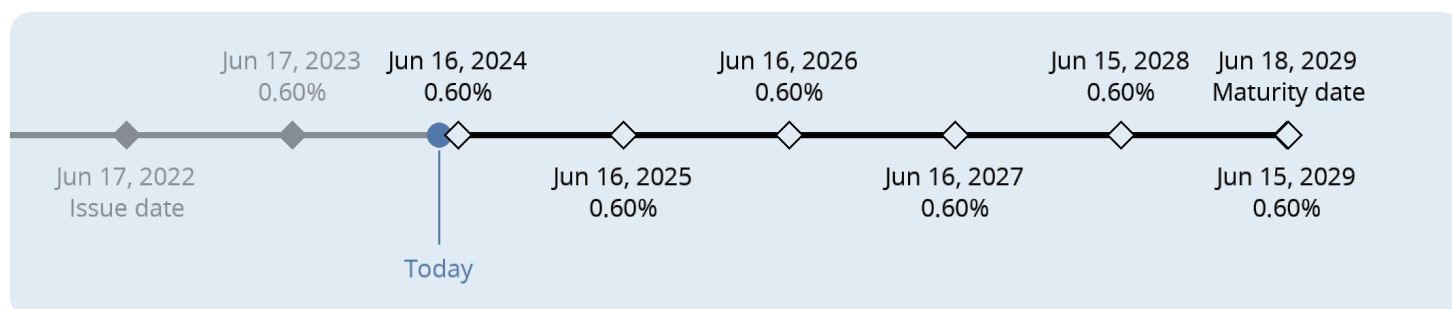 Jun 17, 2023
0.60%
Jun 16, 2024
0.60%
Jun 16, 2026
0.60%
Jun 15, 2028
0.60%
Jun 18, 2029
Maturity date
Jun 17, 2022
Issue date
Jun 16, 2025
0.60%
Jun 16, 2027
0.60%
Jun 15, 2029
0.60%
Today